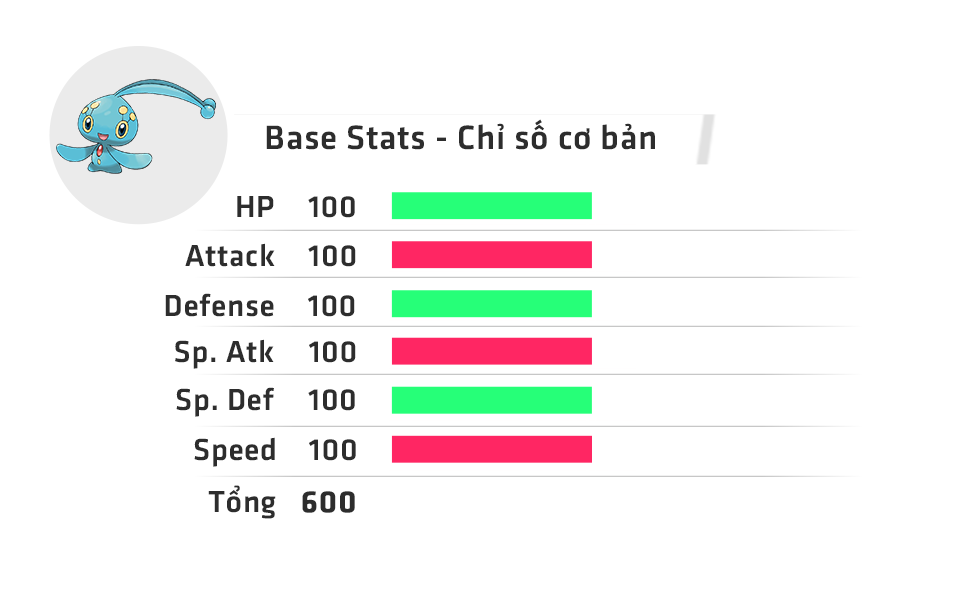 Base Stats - Chỉ số cơ bản
HP 100
Attack 100
Defense 100
Sp. Atk 100
Sp. Def 100
Speed 100
Tổng 600